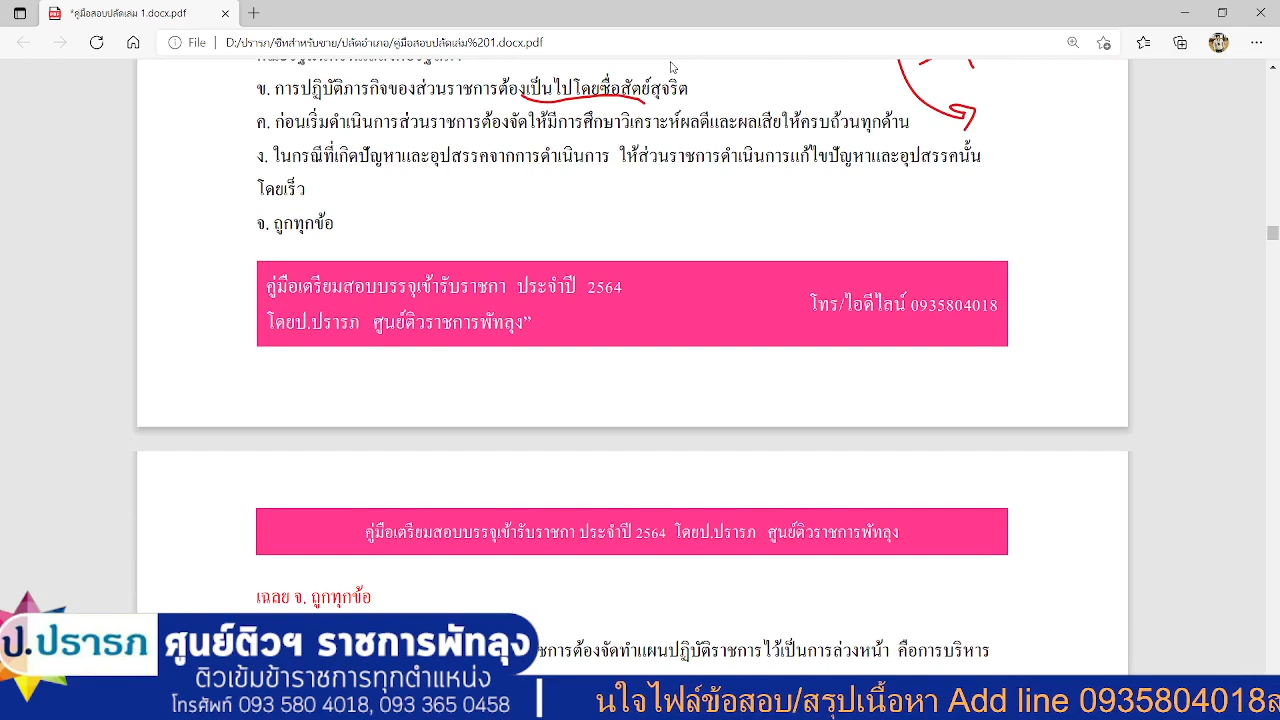 *คู่มือสอบปลัดเล่ม 1.docx.pdf
File
D:/ปรารภ/ชีทสำหรับขาย/ปลัดอำเภอ/คู่มือสอบปลัดเล่ม%201.docx.pdf
ข. การปฏิบัติภารกิจของส่วนราชการต้องเป็นไปโดยซื่อสัตย์สุจริต
ค. ก่อนเริ่มดำเนินการส่วนราชการต้องจัดให้มีการศึกษาวิเคราะห์ผลดีและผลเสียให้ครบถ้วนทุกด้าน
ง. ในกรณีที่เกิดปัญหาและอุปสรรคจากการดำเนินการ ให้ส่วนราชการดำเนินการแก้ไขปัญหาและอุปสรรคนั้น
โดยเร็ว
จ. ถูกทุกข้อ
คู่มือเตรียมสอบบรรจุเข้ารับราชกา ประจำปี 2564
โดยป.ปรารภ ศูนย์ติวราชการพัทลุง”
โทร/ไอดีไลน์ 0935804018
คู่มือเตรียมสอบบรรจุเข้ารับราชกา ประจำปี 2564 โดยป.ปรารภ ศูนย์ติวราชการพัทลุง
เฉลย จ. ถูกทุกข้อ
ชการต้องจัดทำแผนปฏิบัติราชการไว้เป็นการล่วงหน้า คือการบริหาร
ป.ปรารภ
ศูนย์ติวฯ ราชการพัทลุง
ติวเข้มข้าราชการทุกตำแหน่ง
โทรศัพท์ 093 580 4018, 093 365 0458
นใจไฟล์ข้อสอบ/สรุปเนื้อหา Add line 0935804018ส